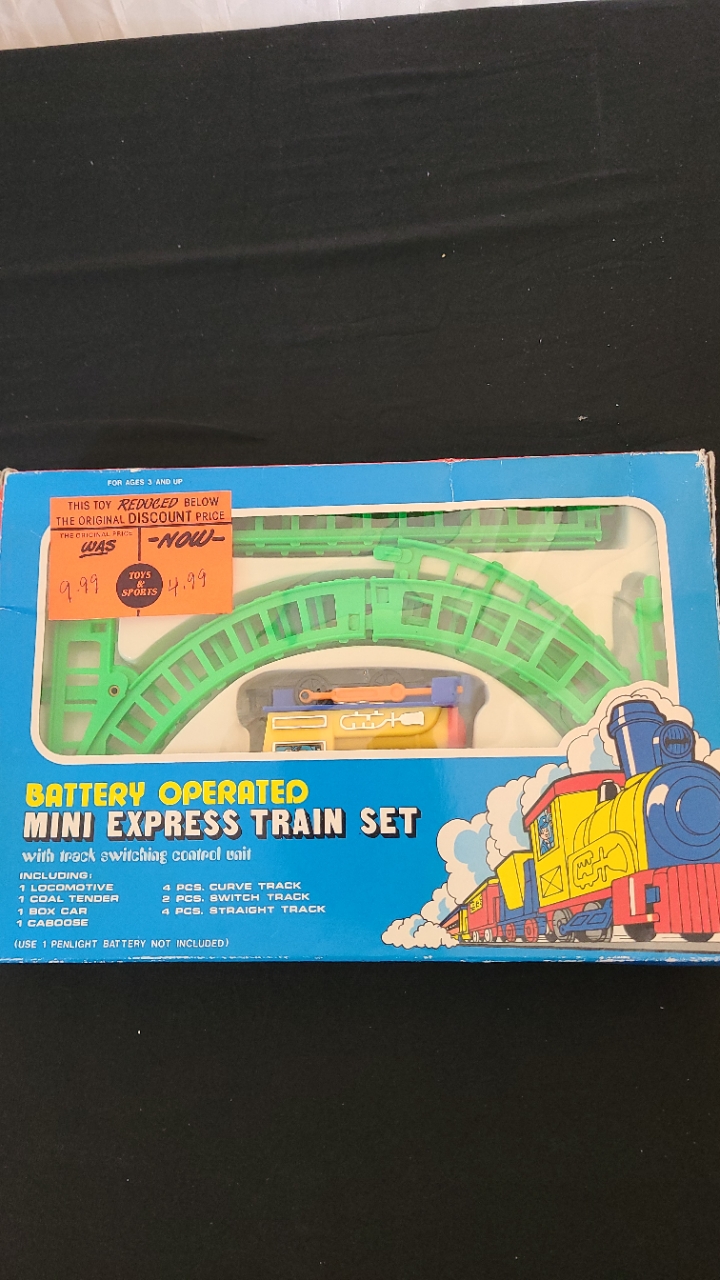 FOR AGES 3 AND UP
THIS TOY REDUCED BELOW
THE ORIGINAL DISCOUNT PRICE
THE ORIGINAL PRICE
WAS
-NOW-
9.99
TOYS
&
SPORTS
4.99
BATTERY OPERATED
MINI EXPRESS TRAIN SET
with track switching control unit
INCLUDING:
1 LOCOMOTIVE 4 PCS. CURVE TRACK
1 COAL TENDER 2 PCS. SWITCH TRACK
1 BOX CAR 4 PCS. STRAIGHT TRACK
1 CABOOSE
(USE 1 PENLIGHT BATTERY NOT INCLUDED)